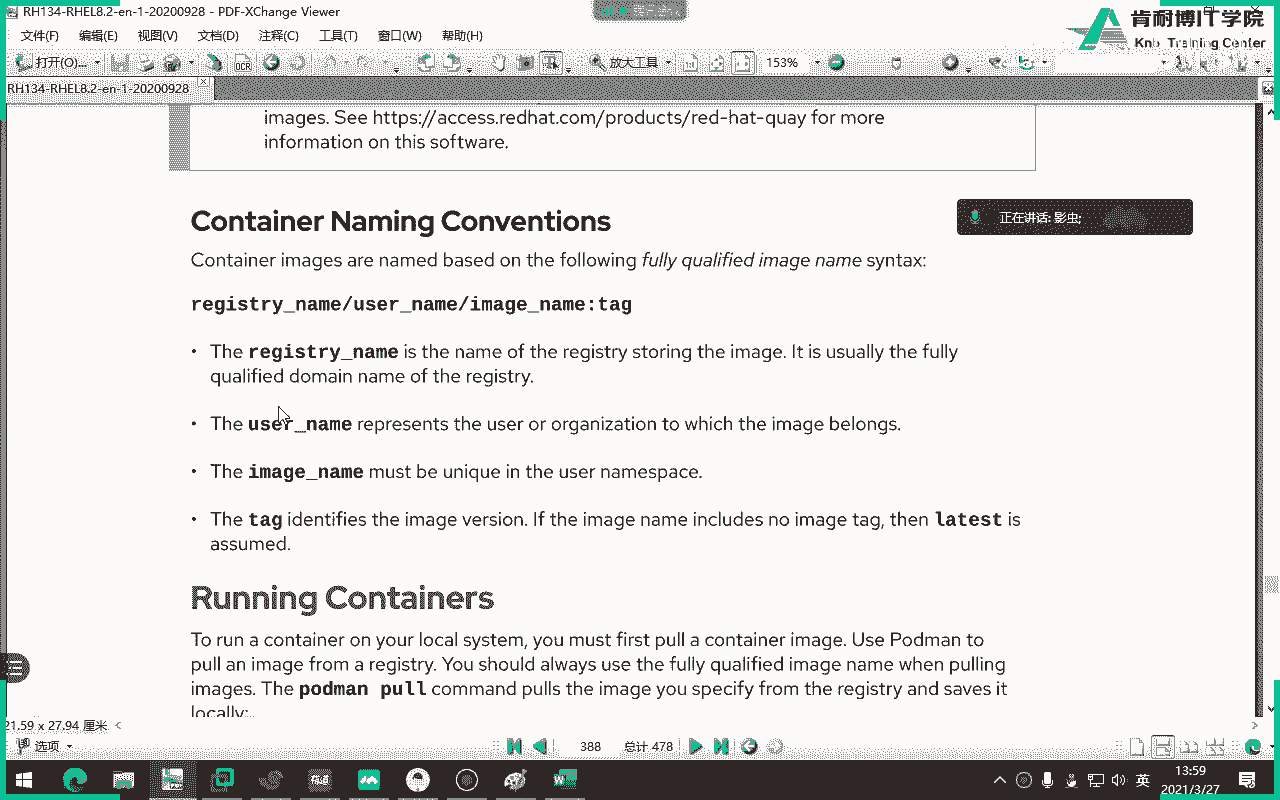 RH134-RHEL8.2-en-1-20200928 - PDF-XChange Viewer
肯耐博IT学院
Knb Training Center
文件(F) 编辑(E) 视图(V) 文档(D) 注释(C) 工具(T) 窗口(W) 帮助(H)
打开(O)... OCR 放大工具 153%
RH134-RHEL8.2-en-1-20200928
images. See https://access.redhat.com/products/red-hat-quay for more
information on this software.
Container Naming Conventions
正在讲话: 影虫;
Container images are named based on the following fully qualified image name syntax:
registry_name/user_name/image_name:tag
• The registry_name is the name of the registry storing the image. It is usually the fully
qualified domain name of the registry.
• The user_name represents the user or organization to which the image belongs.
• The image_name must be unique in the user namespace.
• The tag identifies the image version. If the image name includes no image tag, then latest is
assumed.
Running Containers
To run a container on your local system, you must first pull a container image. Use Podman to
pull an image from a registry. You should always use the fully qualified image name when pulling
images. The podman pull command pulls the image you specify from the registry and saves it
locally:
21.59 x 27.94 厘米
选项 388 总计 478
英
13:59
2021/3/27